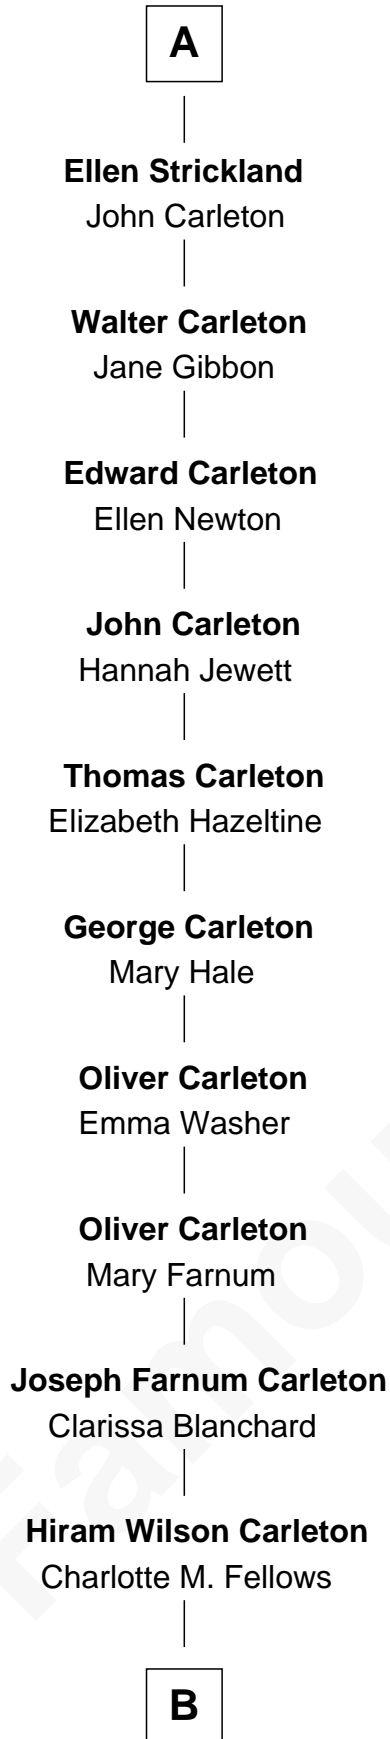 A
Ellen Strickland
John Carleton
Walter Carleton
Jane Gibbon
Edward Carleton
Ellen Newton
John Carleton
Hannah Jewett
Thomas Carleton
Elizabeth Hazeltine
George Carleton
Mary Hale
Oliver Carleton
Emma Washer
Oliver Carleton
Mary Farnum
Joseph Farnum Carleton
Clarissa Blanchard
Hiram Wilson Carleton
Charlotte M. Fellows
B
Famou